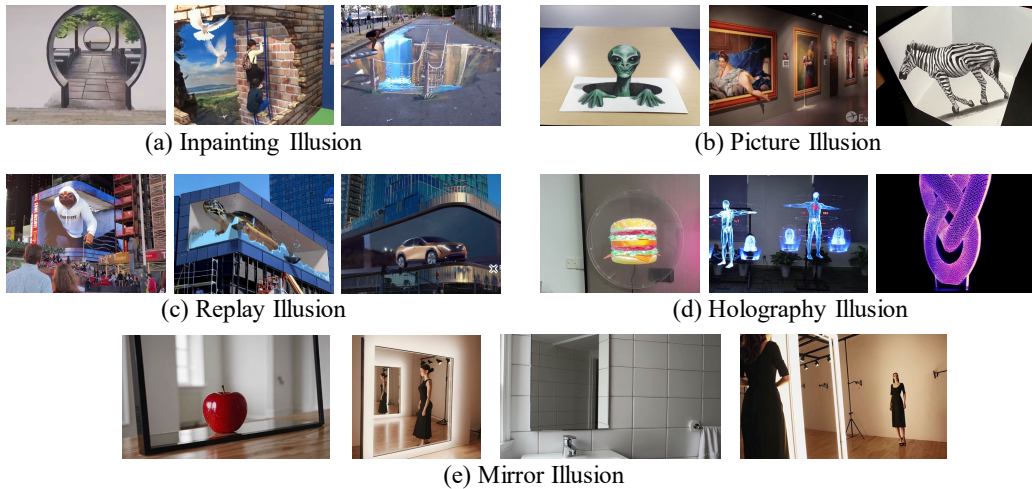 (a) Inpainting Illusion
(b) Picture Illusion
(c) Replay Illusion
(d) Holography Illusion
(e) Mirror Illusion